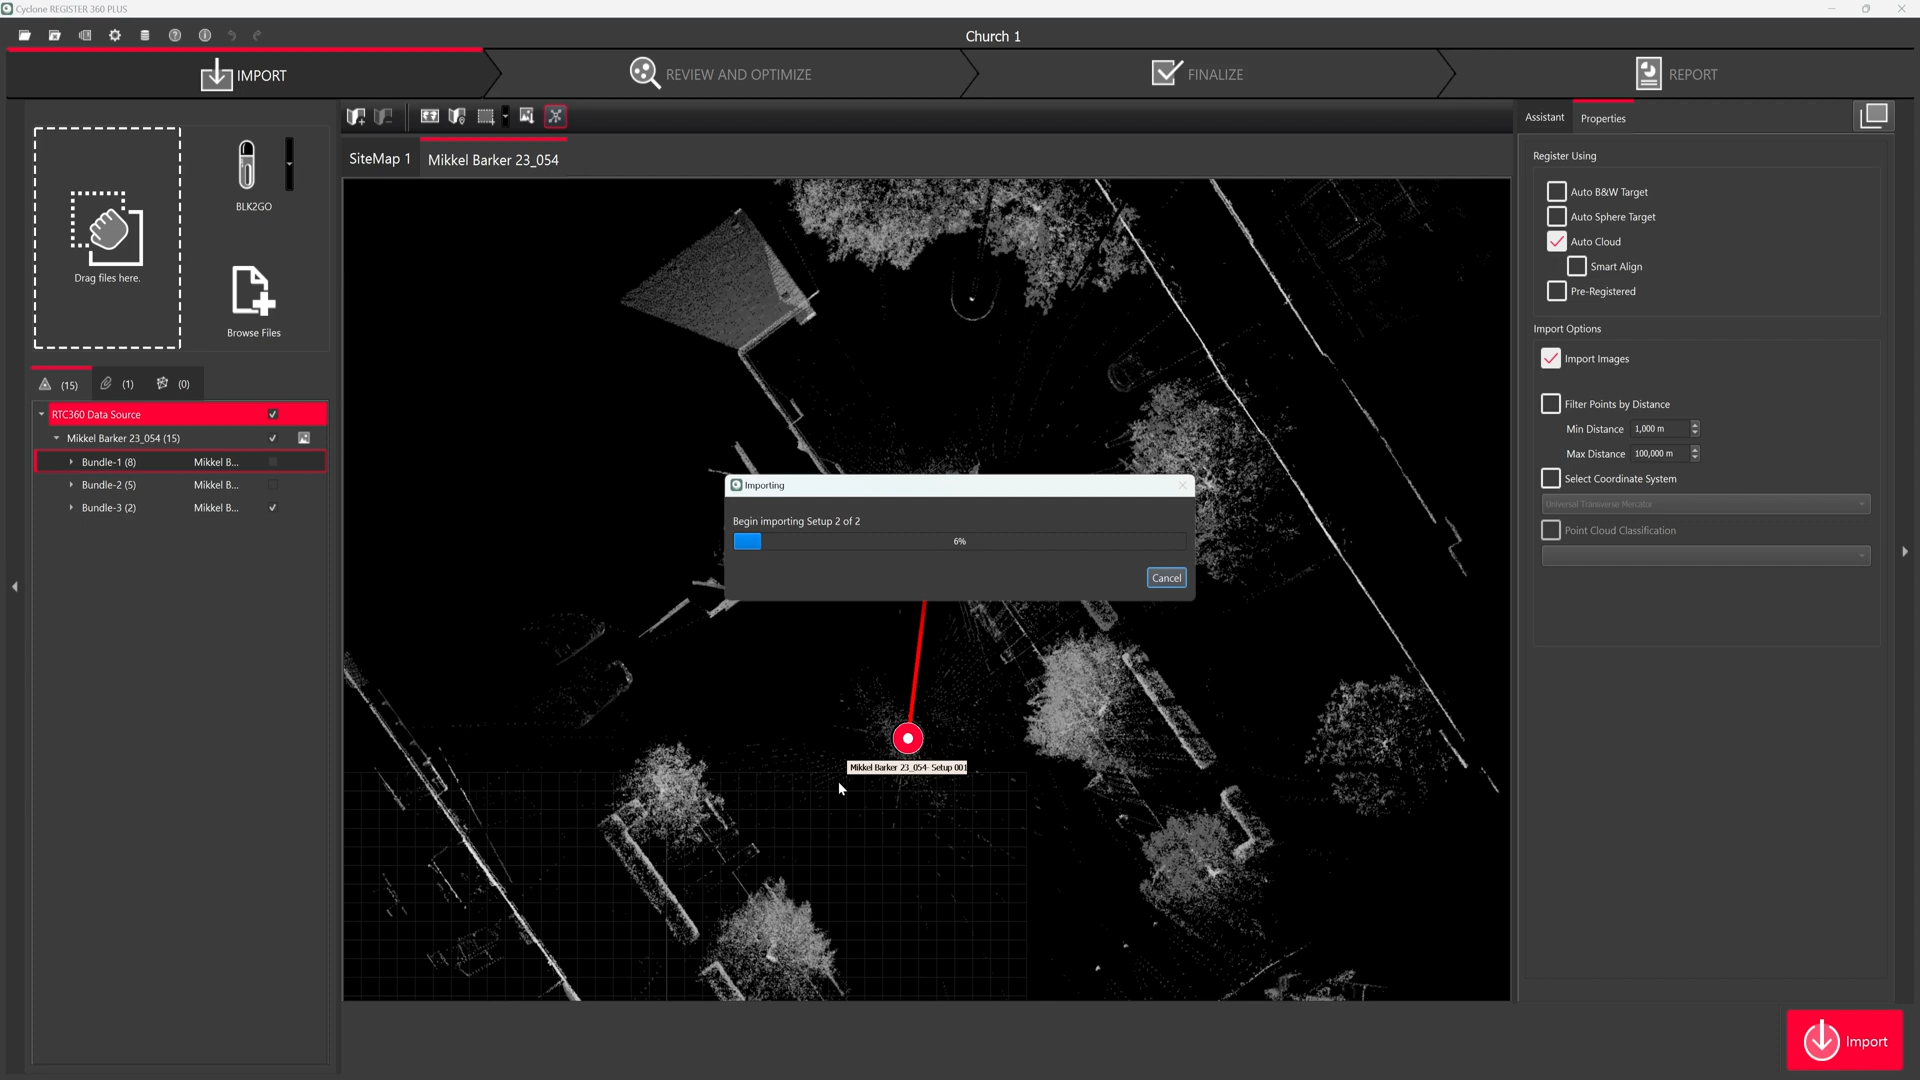 Cyclone REGISTER 360 PLUS
Church 1
IMPORT
REVIEW AND OPTIMIZE
FINALIZE
REPORT
Drag files here.
BLK2GO
Browse Files
(15)
(1)
(0)
RTC360 Data Source
Mikkel Barker 23_054 (15)
Bundle-1 (8) Mikkel B...
Bundle-2 (5) Mikkel B...
Bundle-3 (2) Mikkel B...
SiteMap 1
Mikkel Barker 23_054
Importing
Begin importing Setup 2 of 2
6%
Cancel
Mikkel Barker 23_054- Setup 001
Assistant
Properties
Register Using
Auto B&W Target
Auto Sphere Target
Auto Cloud
Smart Align
Pre-Registered
Import Options
Import Images
Filter Points by Distance
Min Distance 1,000 m
Max Distance 100,000 m
Select Coordinate System
Universal Transverse Mercator
Point Cloud Classification
Import